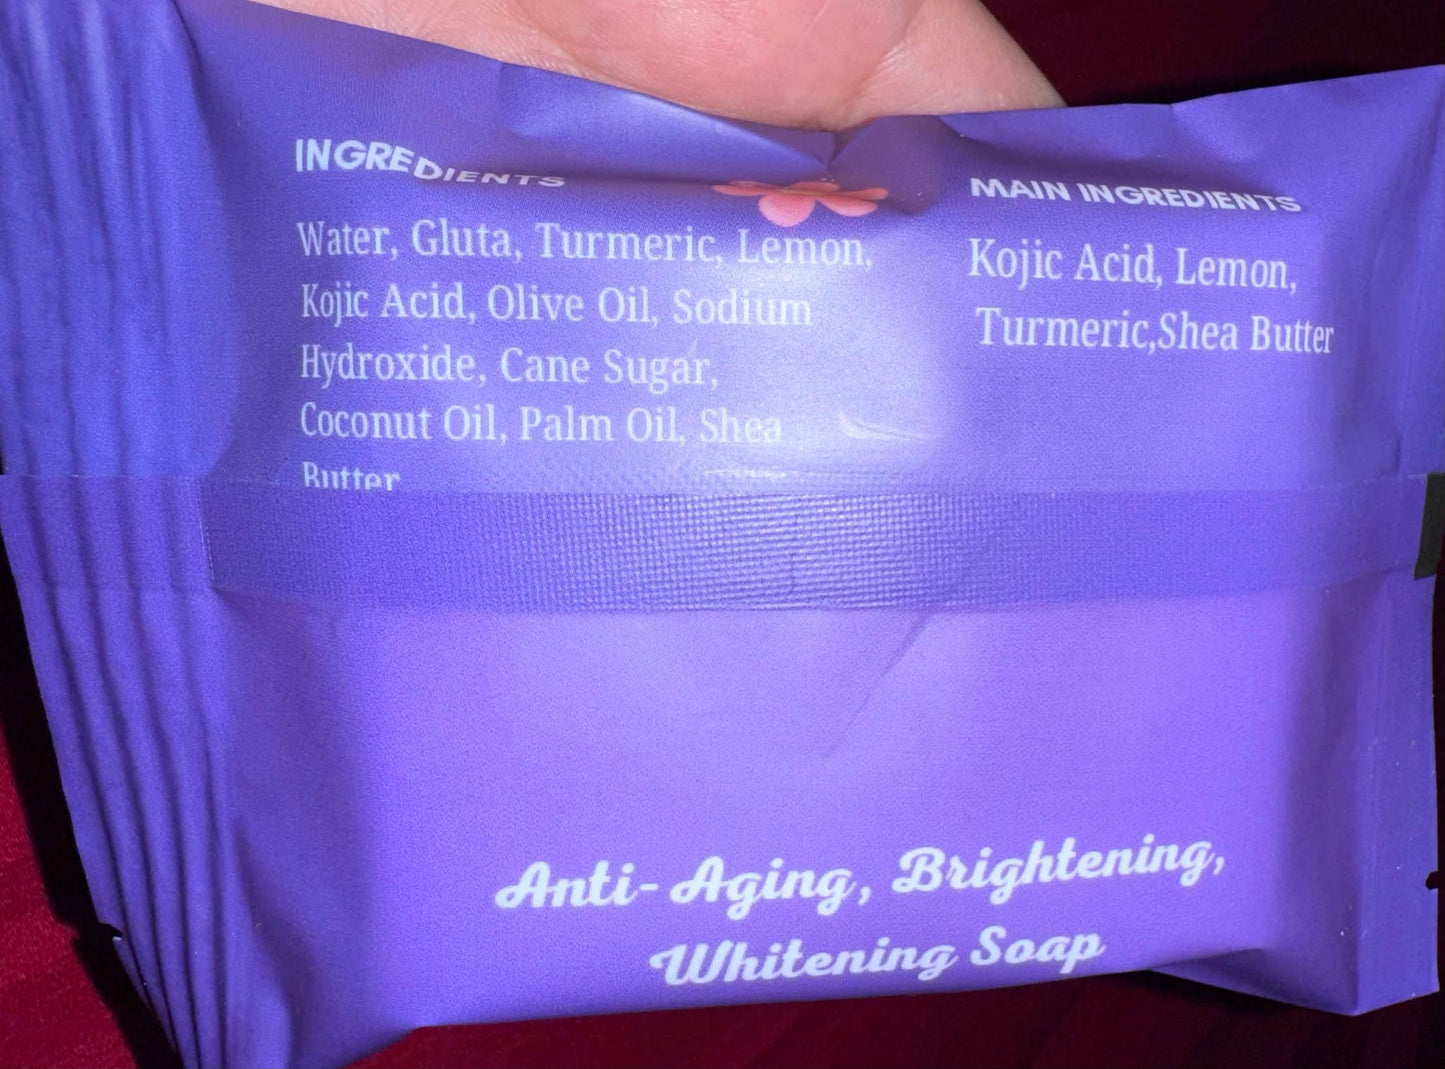 INGREDIENTS
Water, Gluta, Turmeric, Lemon,
Kojic Acid, Olive Oil, Sodium
Hydroxide, Cane Sugar,
Coconut Oil, Palm Oil, Shea
Butter
MAIN INGREDIENTS
Kojic Acid, Lemon,
Turmeric,Shea Butter
Anti-Aging, Brightening,
Whitening Soap